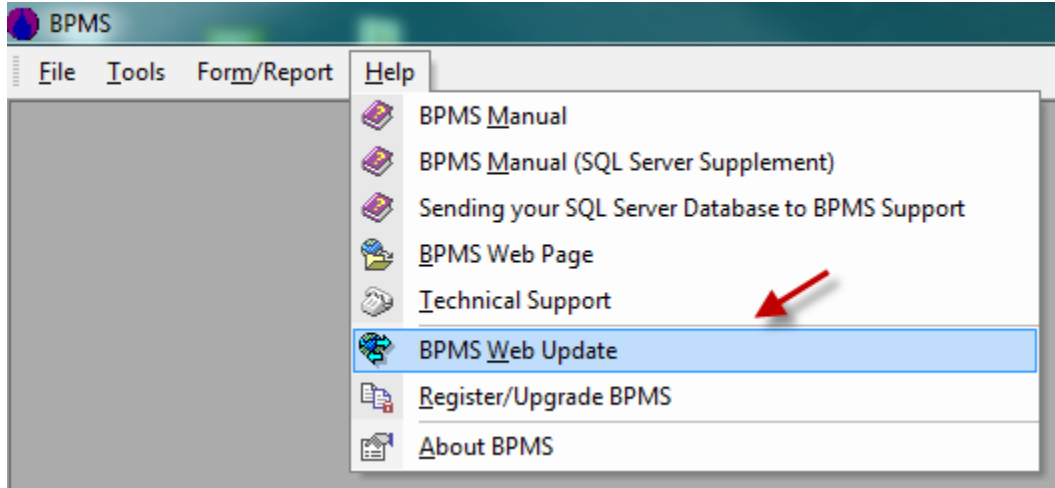 BPMS
File Tools Form/Report Help
BPMS Manual
BPMS Manual (SQL Server Supplement)
Sending your SQL Server Database to BPMS Support
BPMS Web Page
Technical Support
BPMS Web Update
Register/Upgrade BPMS
About BPMS